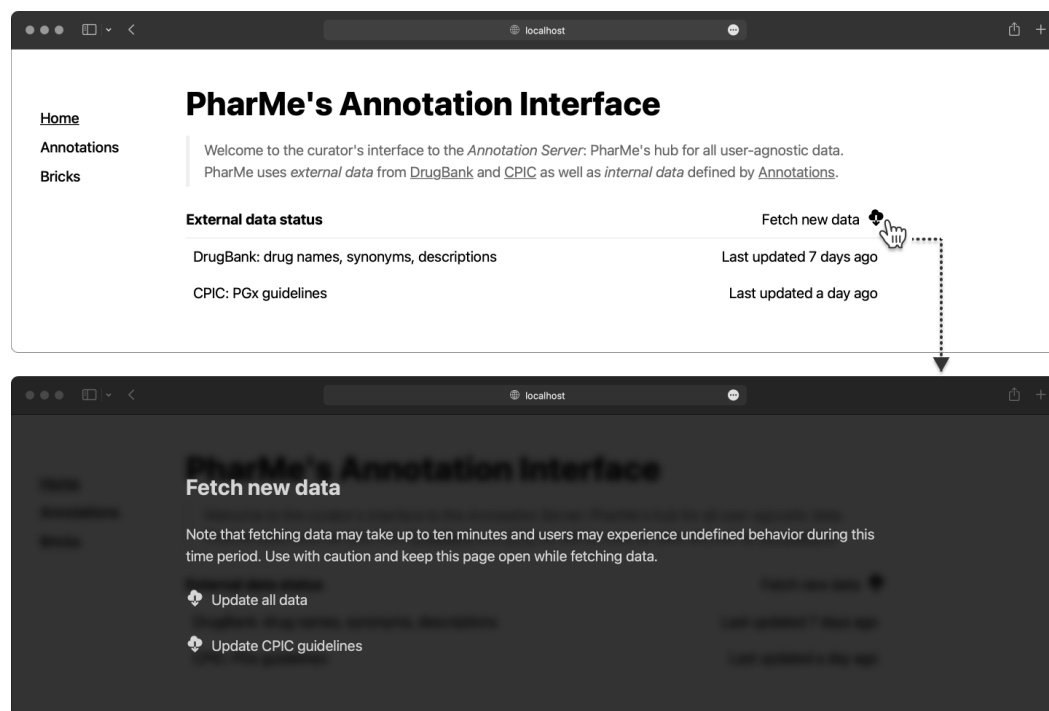 localhost
Home
Annotations
Bricks
PharMe's Annotation Interface
Welcome to the curator's interface to the Annotation Server: PharMe's hub for all user-agnostic data.
PharMe uses external data from DrugBank and CPIC as well as internal data defined by Annotations.
External data status
Fetch new data
DrugBank: drug names, synonyms, descriptions
Last updated 7 days ago
CPIC: PGx guidelines
Last updated a day ago
localhost
PharMe's Annotation Interface
Fetch new data
Note that fetching data may take up to ten minutes and users may experience undefined behavior during this
time period. Use with caution and keep this page open while fetching data.
Update all data
Update CPIC guidelines